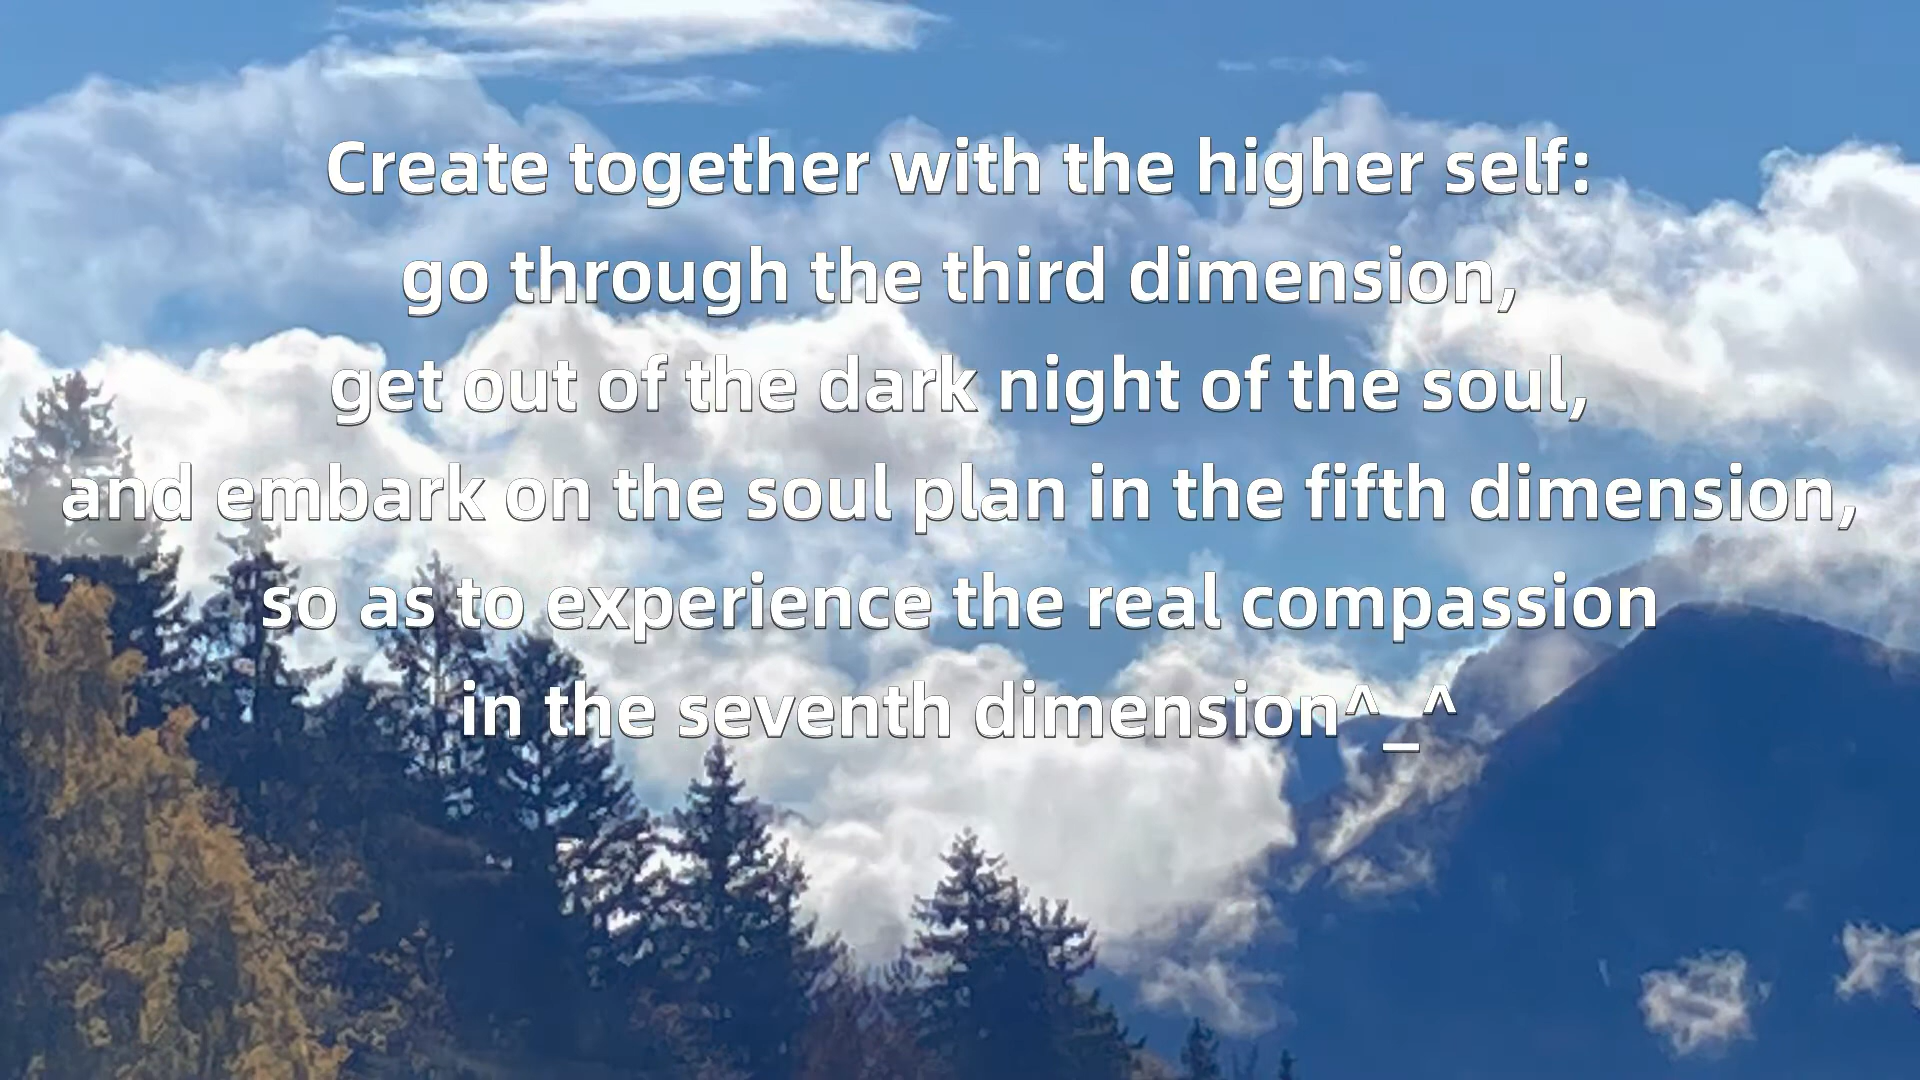 Create together with the higher self:
go through the third dimension,
get out of the dark night of the soul,
and embark on the soul plan in the fifth dimension,
so as to experience the real compassion
in the seventh dimension^_^